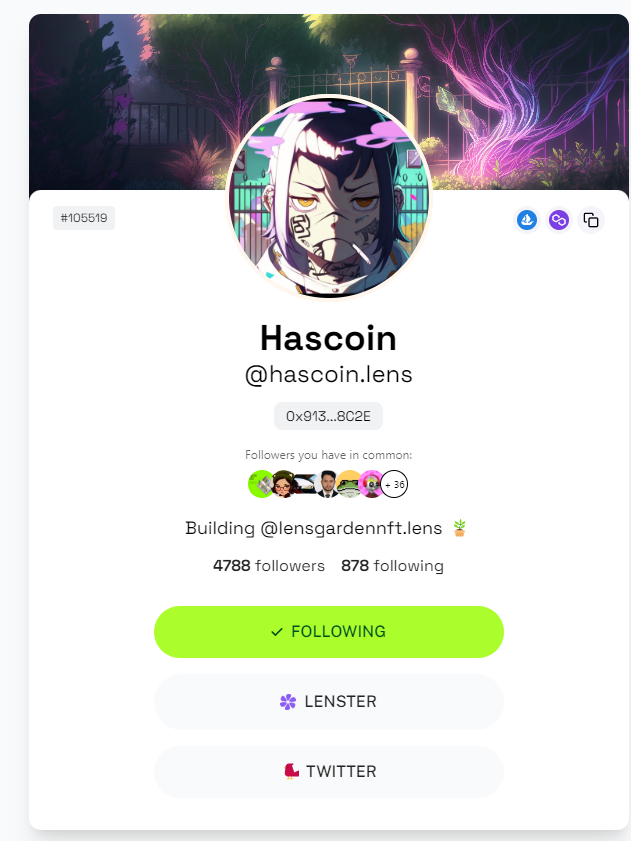 #105519
Hascoin
@hascoin.lens
0x913...8C2E
Followers you have in common:
+ 36
Building @lensgardennft.lens 🪴
4788 followers 878 following
✓ FOLLOWING
LENSTER
TWITTER